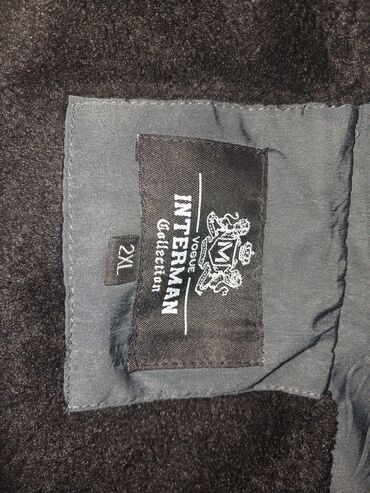 M
VOGUE
INTERMAN
Collection
2XL